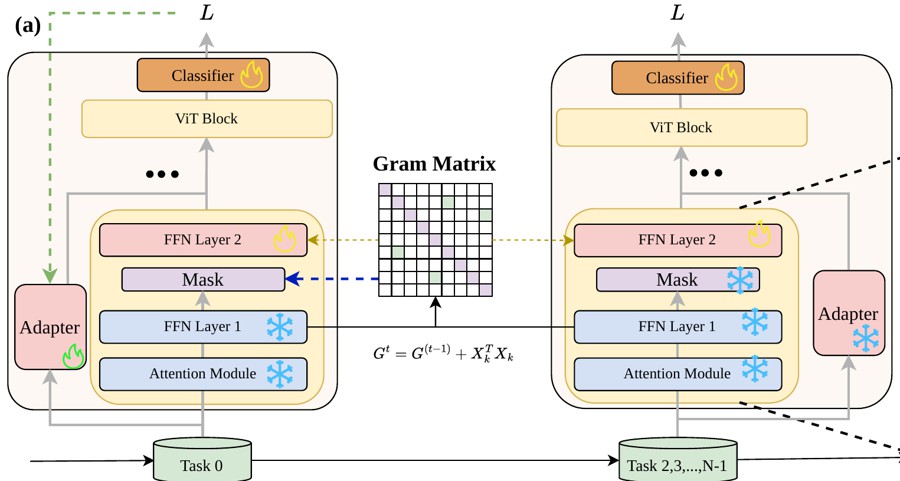 (a)
L
L
Classifier
Classifier
ViT Block
ViT Block
•••
•••
Gram Matrix
FFN Layer 2
FFN Layer 2
Mask
Mask
Adapter
FFN Layer 1
FFN Layer 1
Adapter
G^t = G^(t−1) + X_k^T X_k
Attention Module
Attention Module
Task 0
Task 2,3,...,N-1